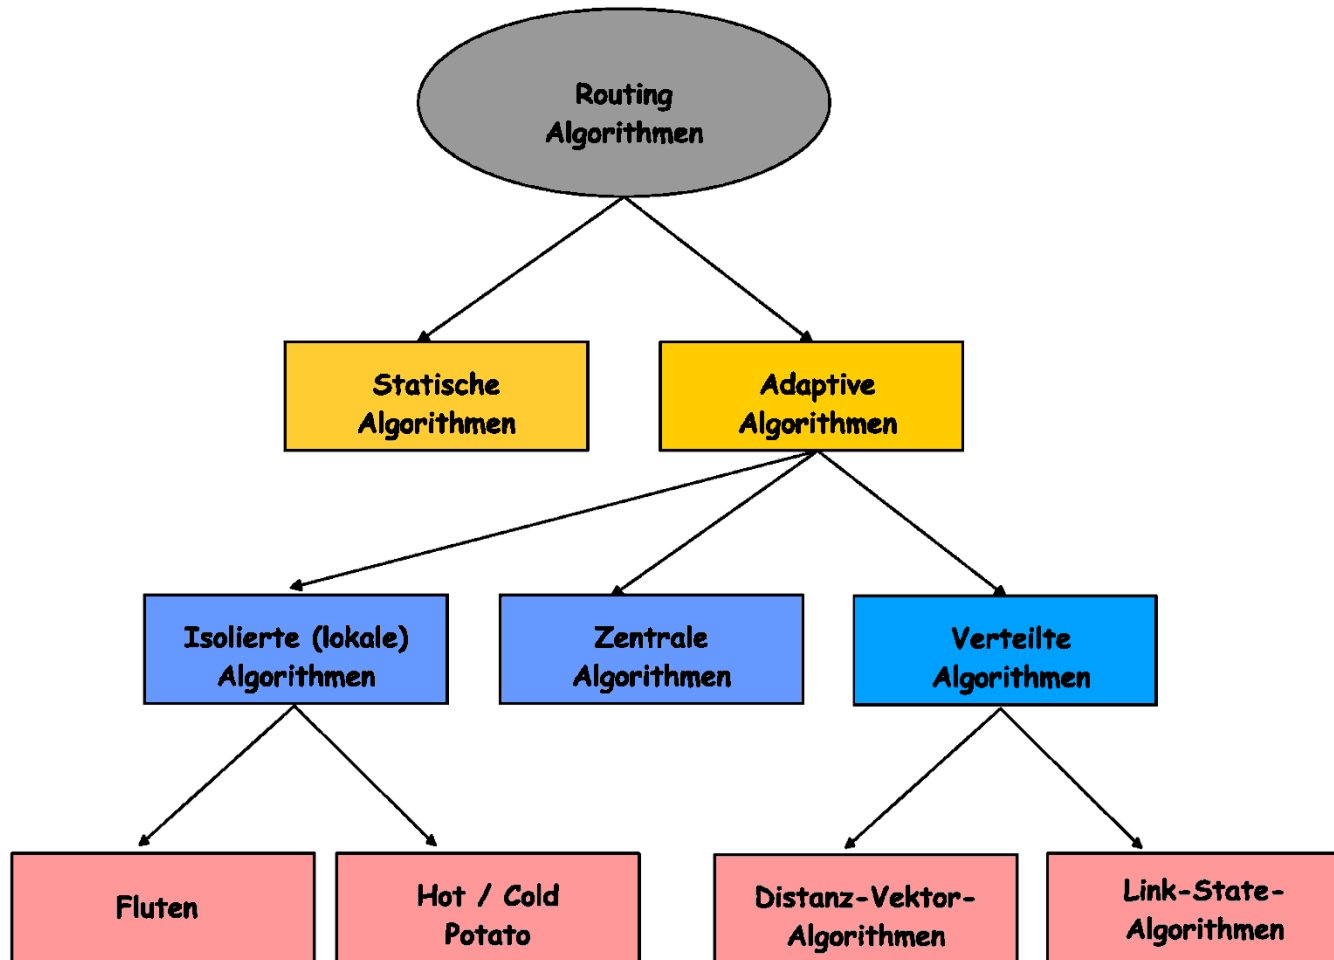 Routing
Algorithmen
Statische
Algorithmen
Adaptive
Algorithmen
Isolierte (lokale)
Algorithmen
Zentrale
Algorithmen
Verteilte
Algorithmen
Fluten
Hot / Cold
Potato
Distanz-Vektor-
Algorithmen
Link-State-
Algorithmen